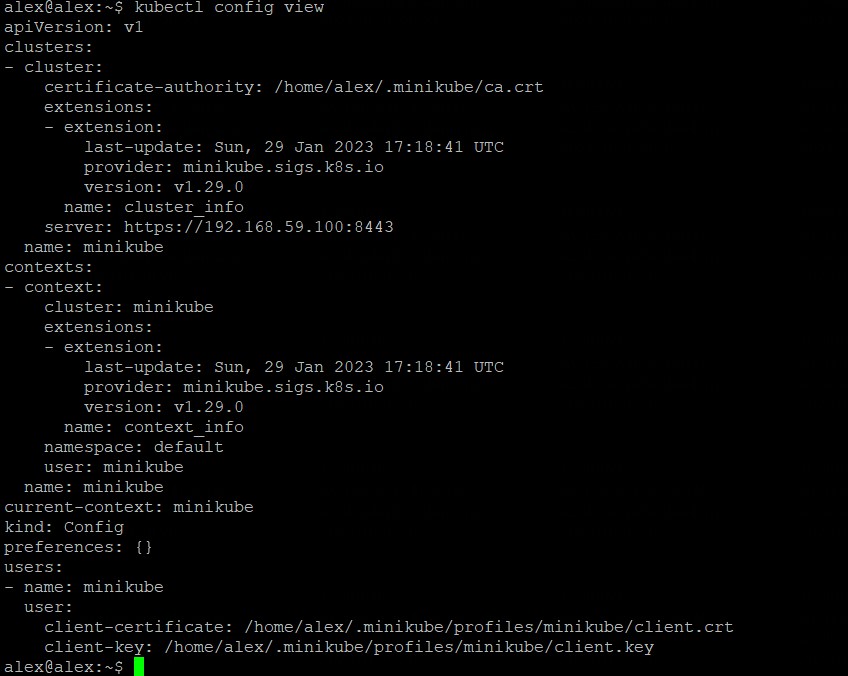 alex@alex:~$ kubectl config view
apiVersion: v1
clusters:
- cluster:
    certificate-authority: /home/alex/.minikube/ca.crt
    extensions:
    - extension:
        last-update: Sun, 29 Jan 2023 17:18:41 UTC
        provider: minikube.sigs.k8s.io
        version: v1.29.0
      name: cluster_info
    server: https://192.168.59.100:8443
  name: minikube
contexts:
- context:
    cluster: minikube
    extensions:
    - extension:
        last-update: Sun, 29 Jan 2023 17:18:41 UTC
        provider: minikube.sigs.k8s.io
        version: v1.29.0
      name: context_info
    namespace: default
    user: minikube
  name: minikube
current-context: minikube
kind: Config
preferences: {}
users:
- name: minikube
  user:
    client-certificate: /home/alex/.minikube/profiles/minikube/client.crt
    client-key: /home/alex/.minikube/profiles/minikube/client.key
alex@alex:~$